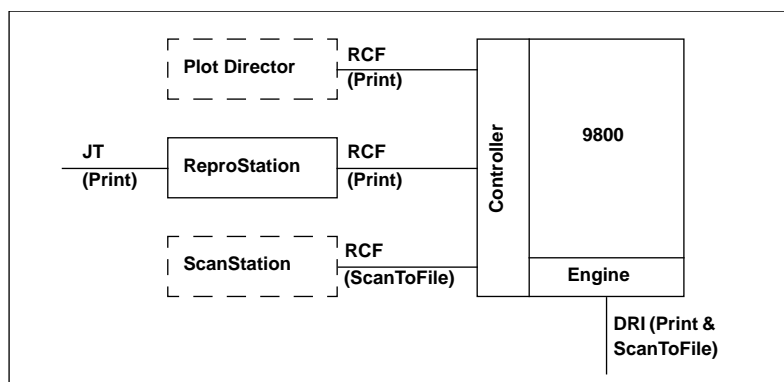 Plot Director
RCF
(Print)
JT
(Print)
ReproStation
RCF
(Print)
ScanStation
RCF
(ScanToFile)
Controller
9800
Engine
DRI (Print &
ScanToFile)